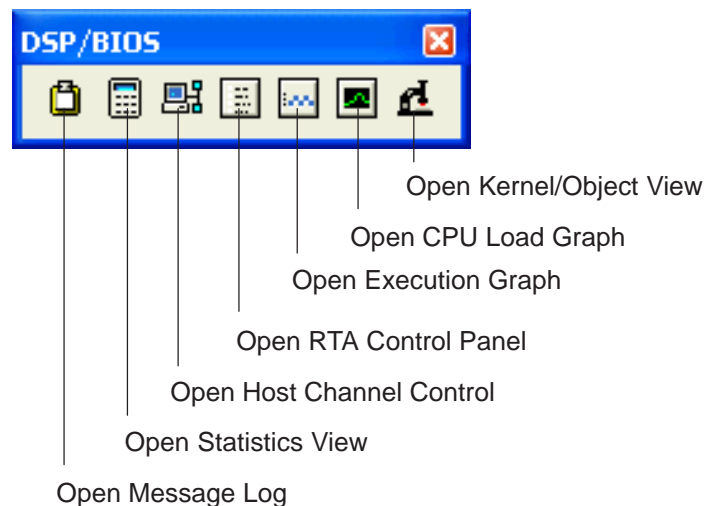 DSP/BIOS
Open Kernel/Object View
Open CPU Load Graph
Open Execution Graph
Open RTA Control Panel
Open Host Channel Control
Open Statistics View
Open Message Log